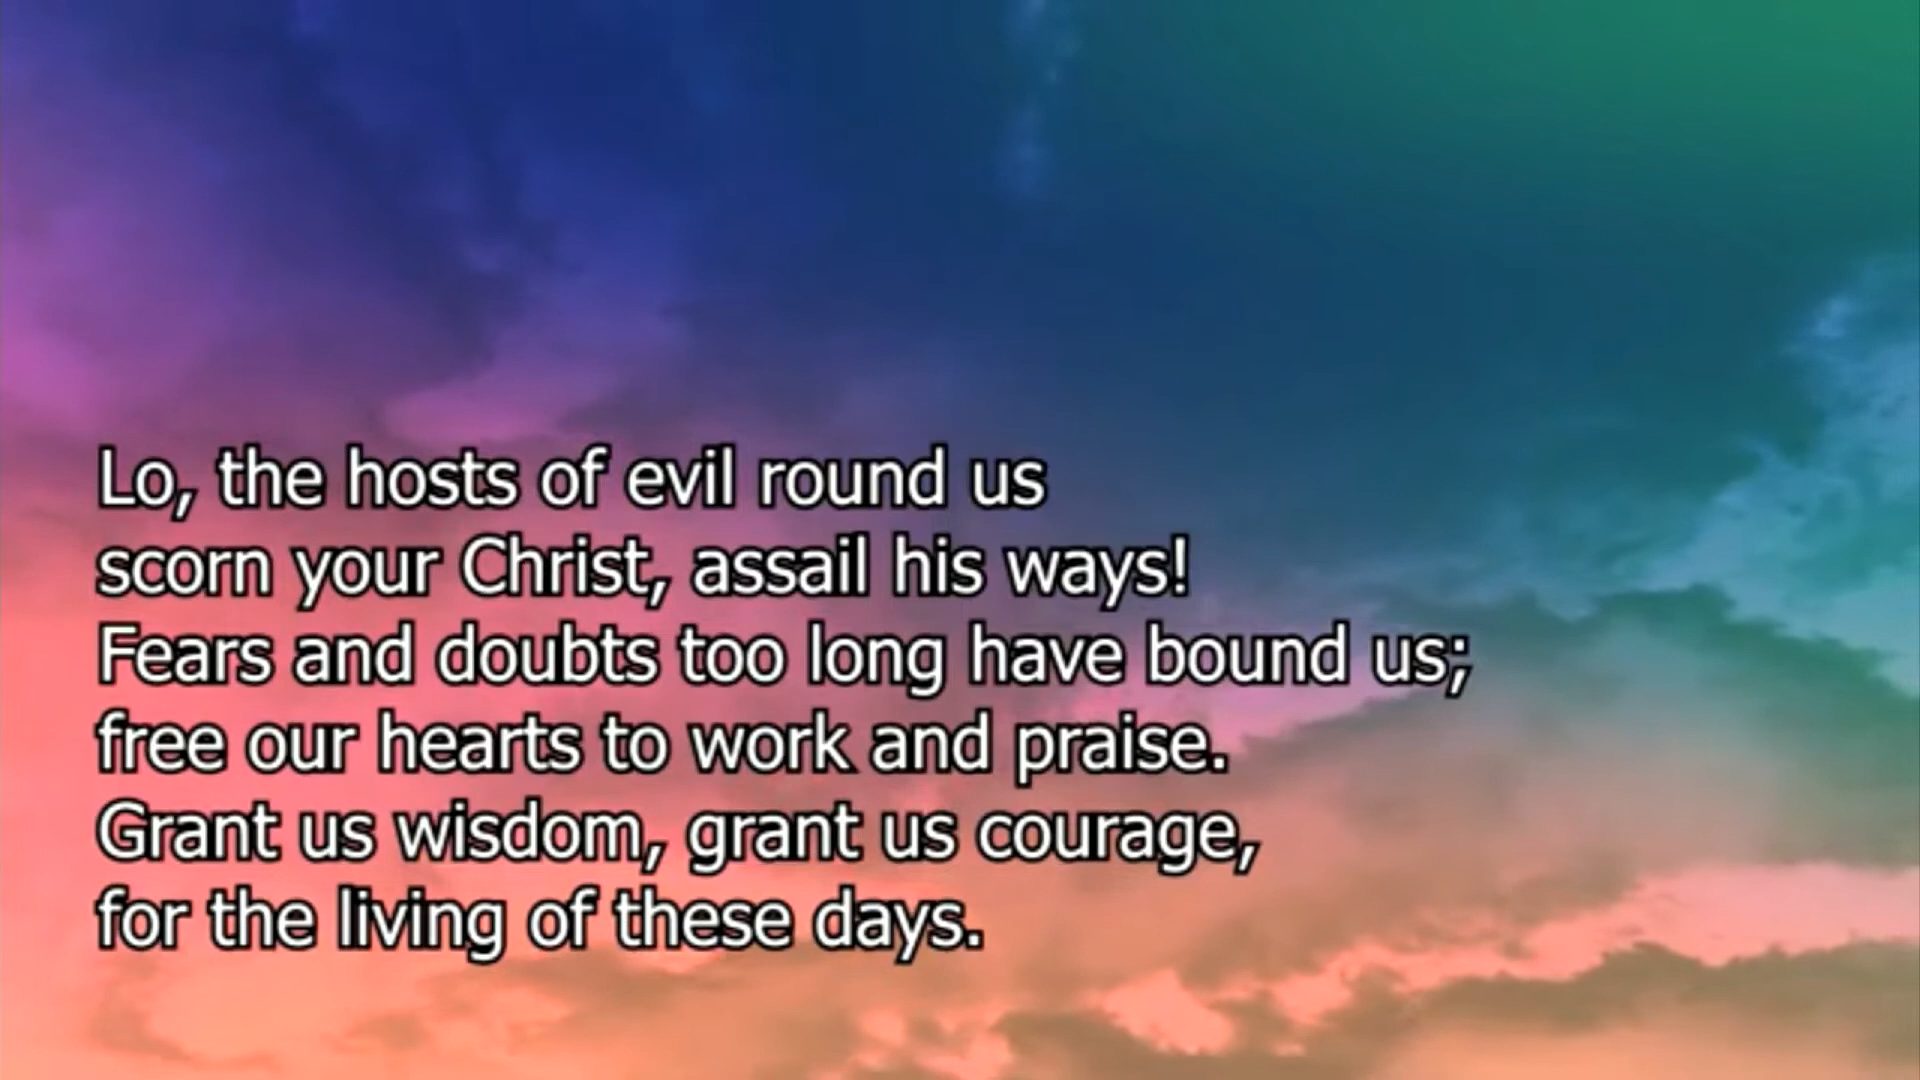 Lo, the hosts of evil round us
scorn your Christ, assail his ways!
Fears and doubts too long have bound us;
free our hearts to work and praise.
Grant us wisdom, grant us courage,
for the living of these days.